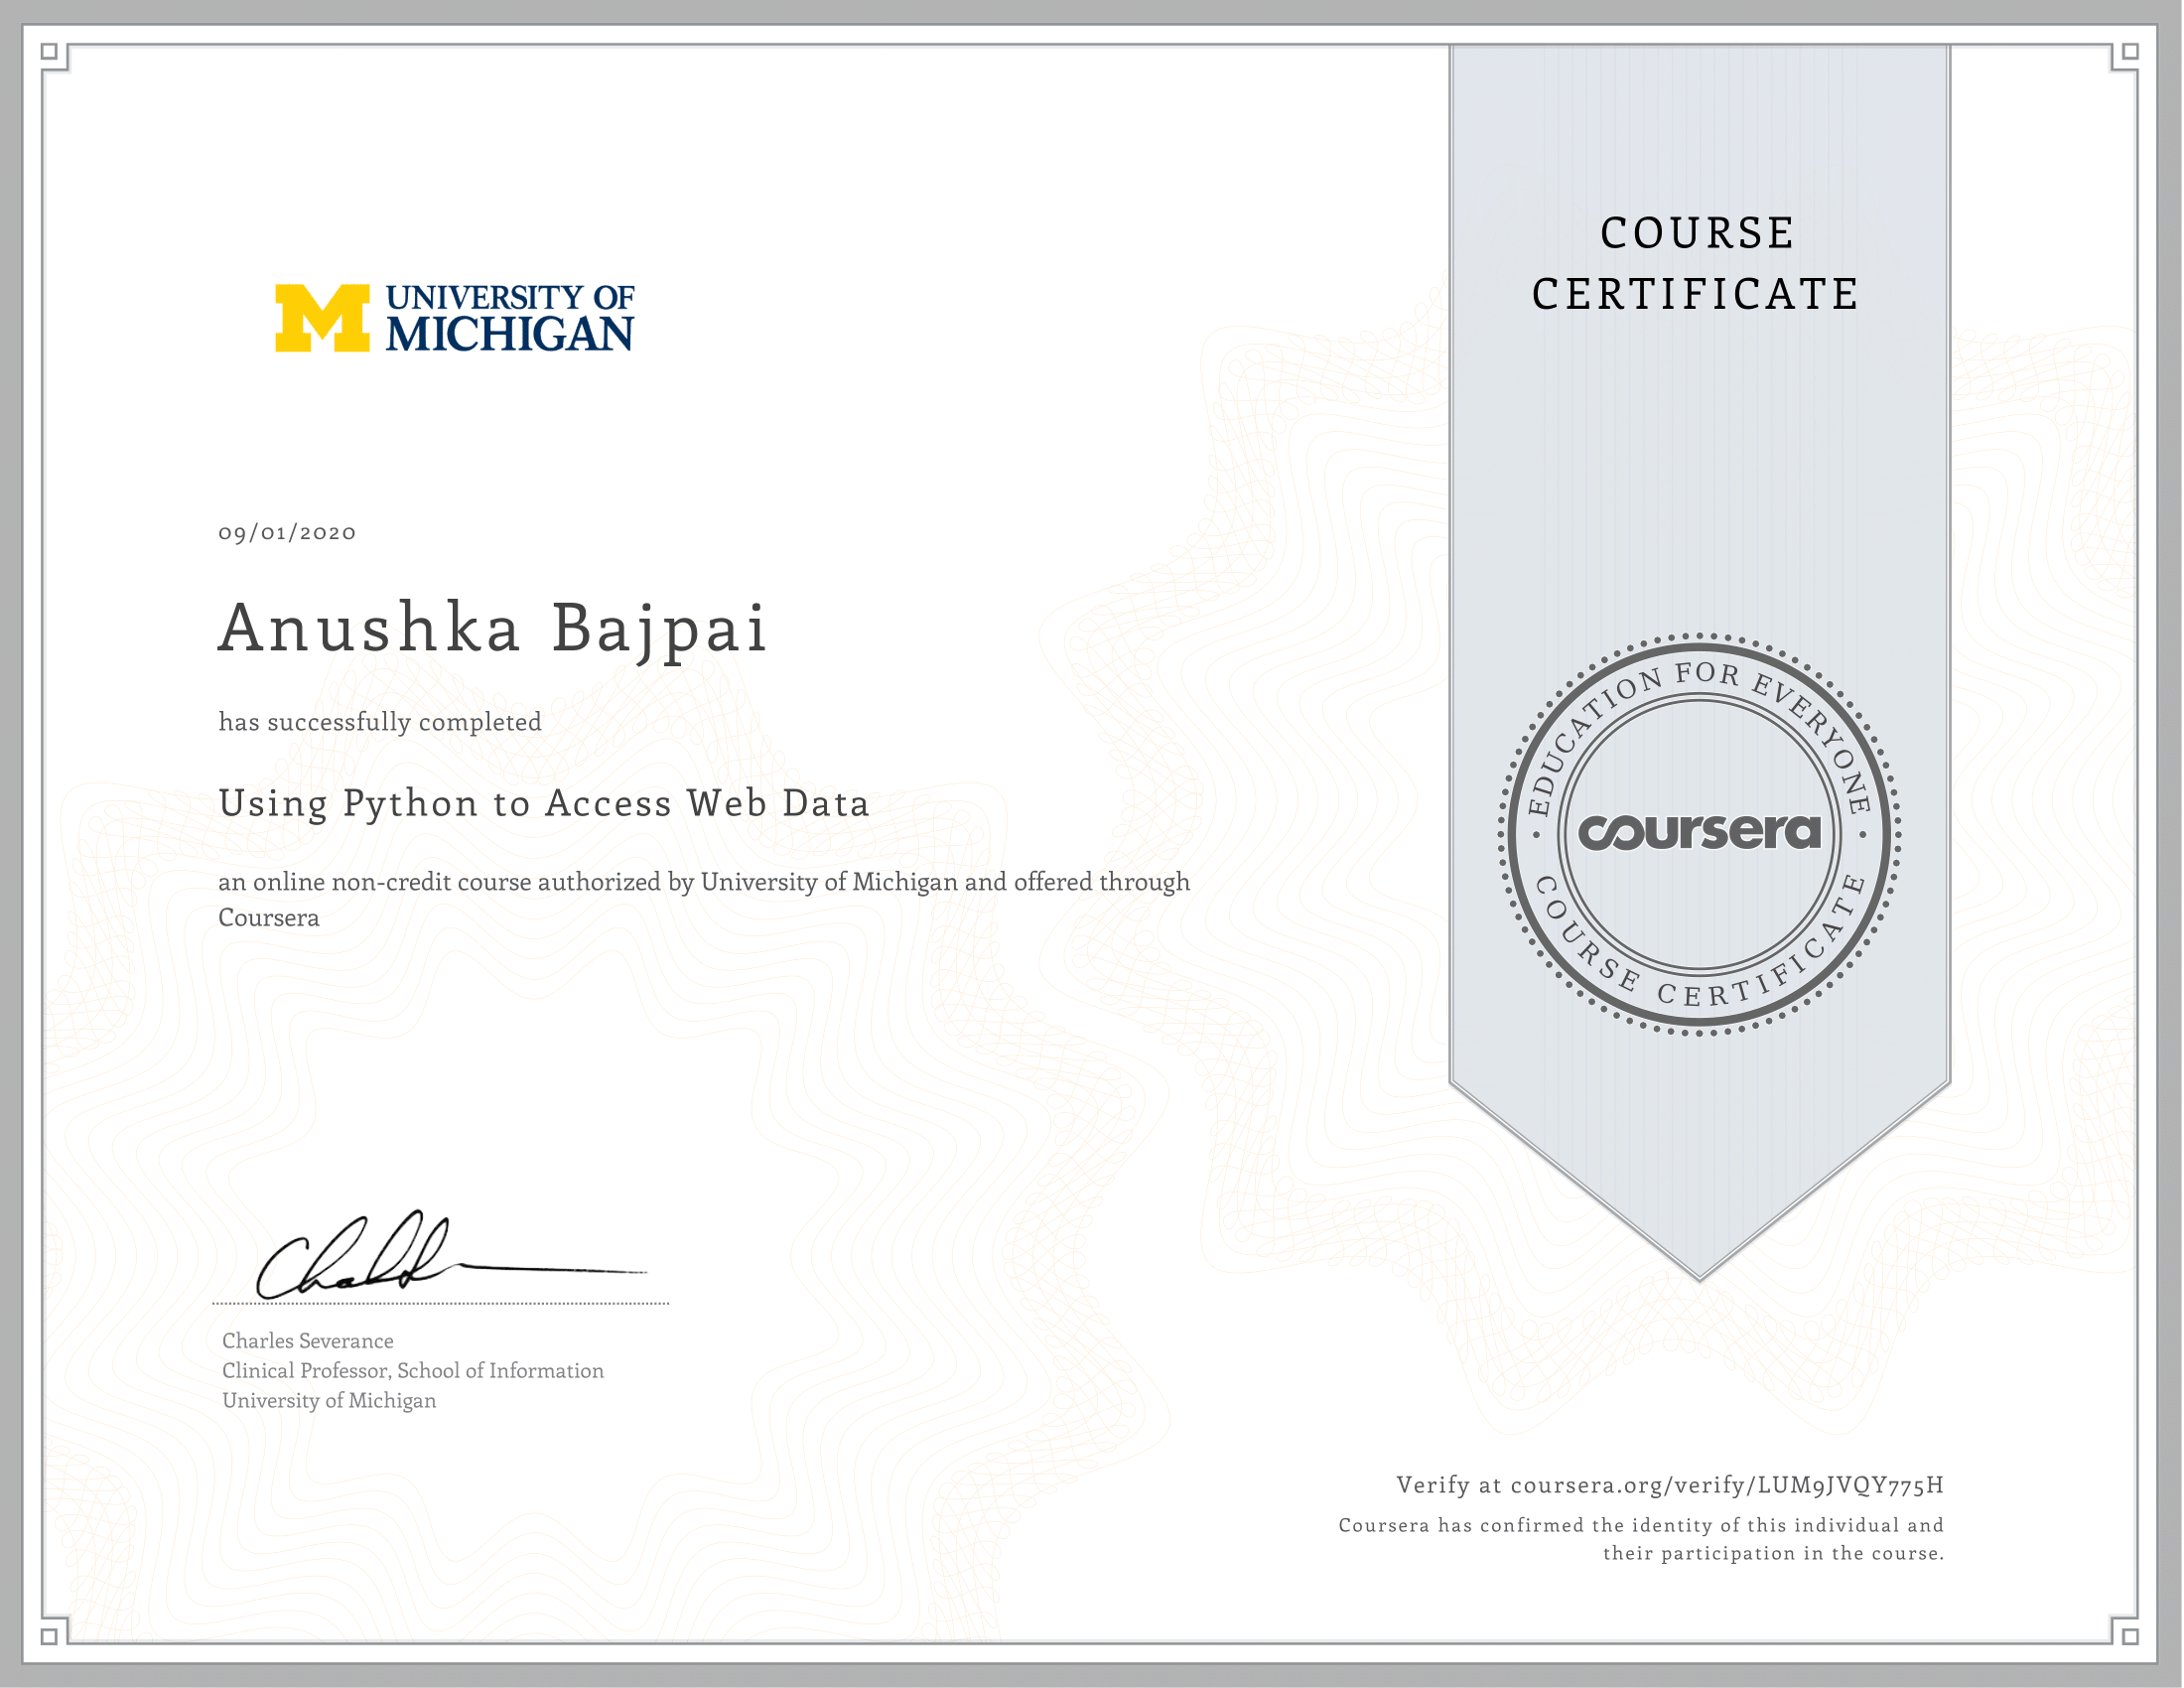 UNIVERSITY OF
MICHIGAN
09/01/2020
Anushka Bajpai
has successfully completed
Using Python to Access Web Data
an online non-credit course authorized by University of Michigan and offered through
Coursera
Charles Severance
Clinical Professor, School of Information
University of Michigan
COURSE
CERTIFICATE
EDUCATION FOR EVERYONE
coursera
COURSE CERTIFICATE
Verify at coursera.org/verify/LUM9JVQY775H
Coursera has confirmed the identity of this individual and
their participation in the course.